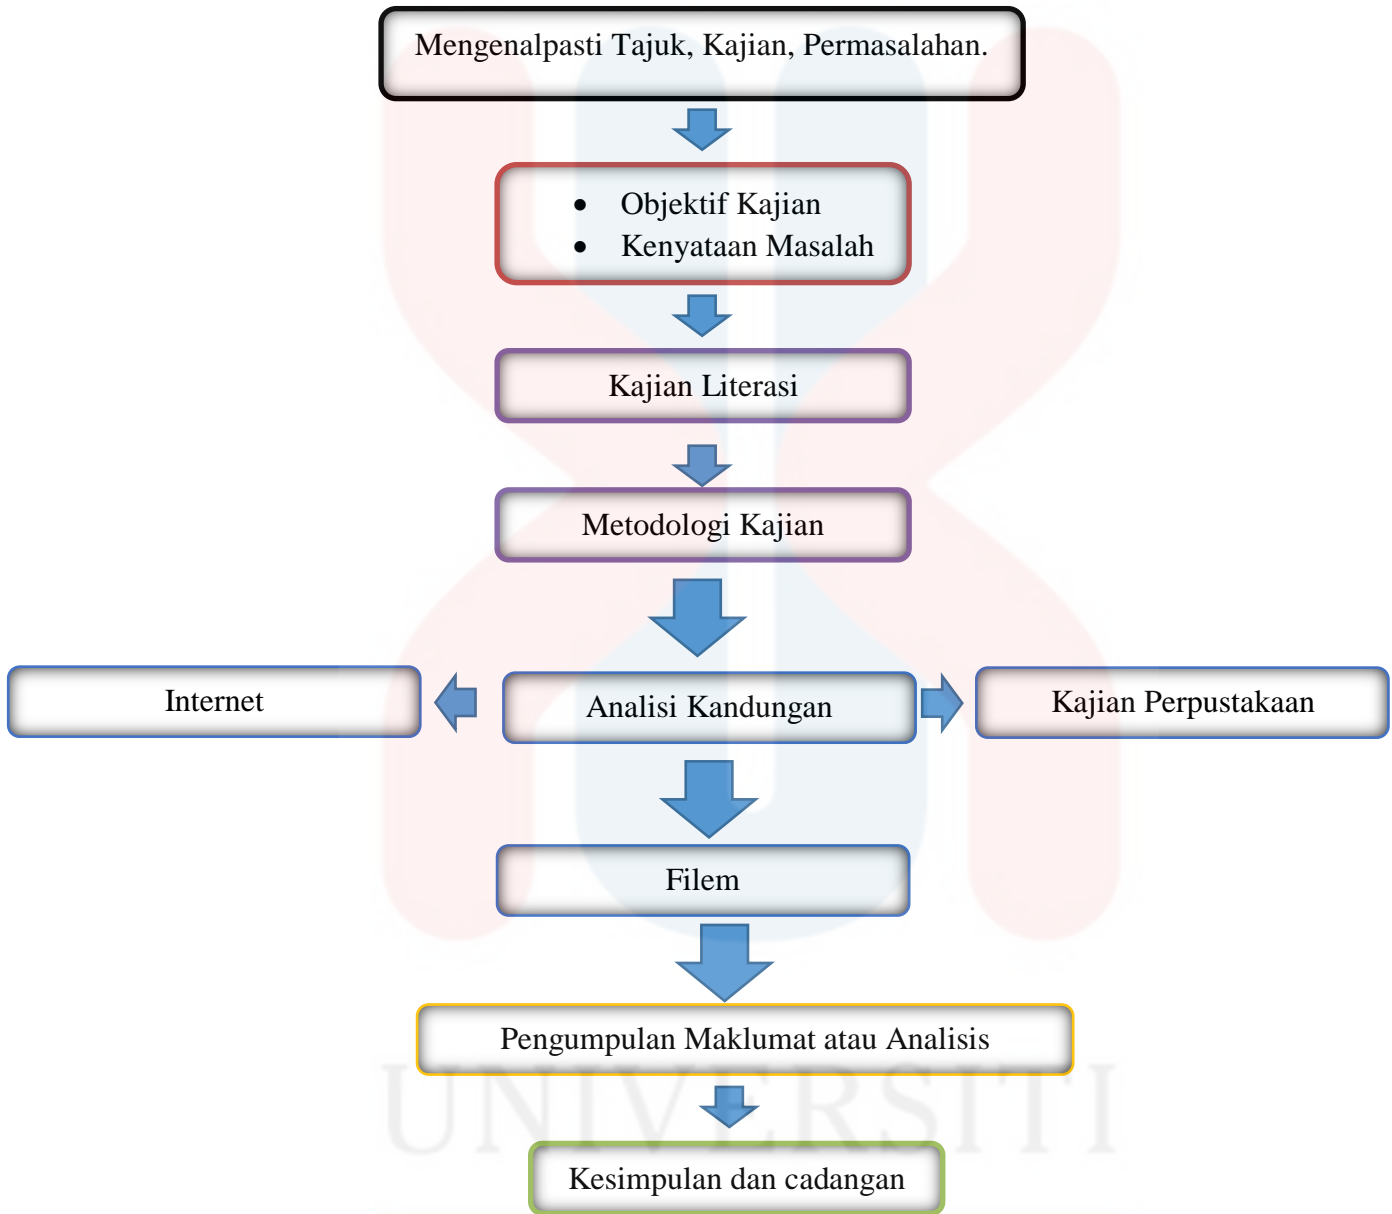 Mengenalpasti Tajuk, Kajian, Permasalahan.
• Objektif Kajian
• Kenyataan Masalah
Kajian Literasi
Metodologi Kajian
Internet
Analisi Kandungan
Kajian Perpustakaan
Filem
Pengumpulan Maklumat atau Analisis
UNIVERSITI
Kesimpulan dan cadangan